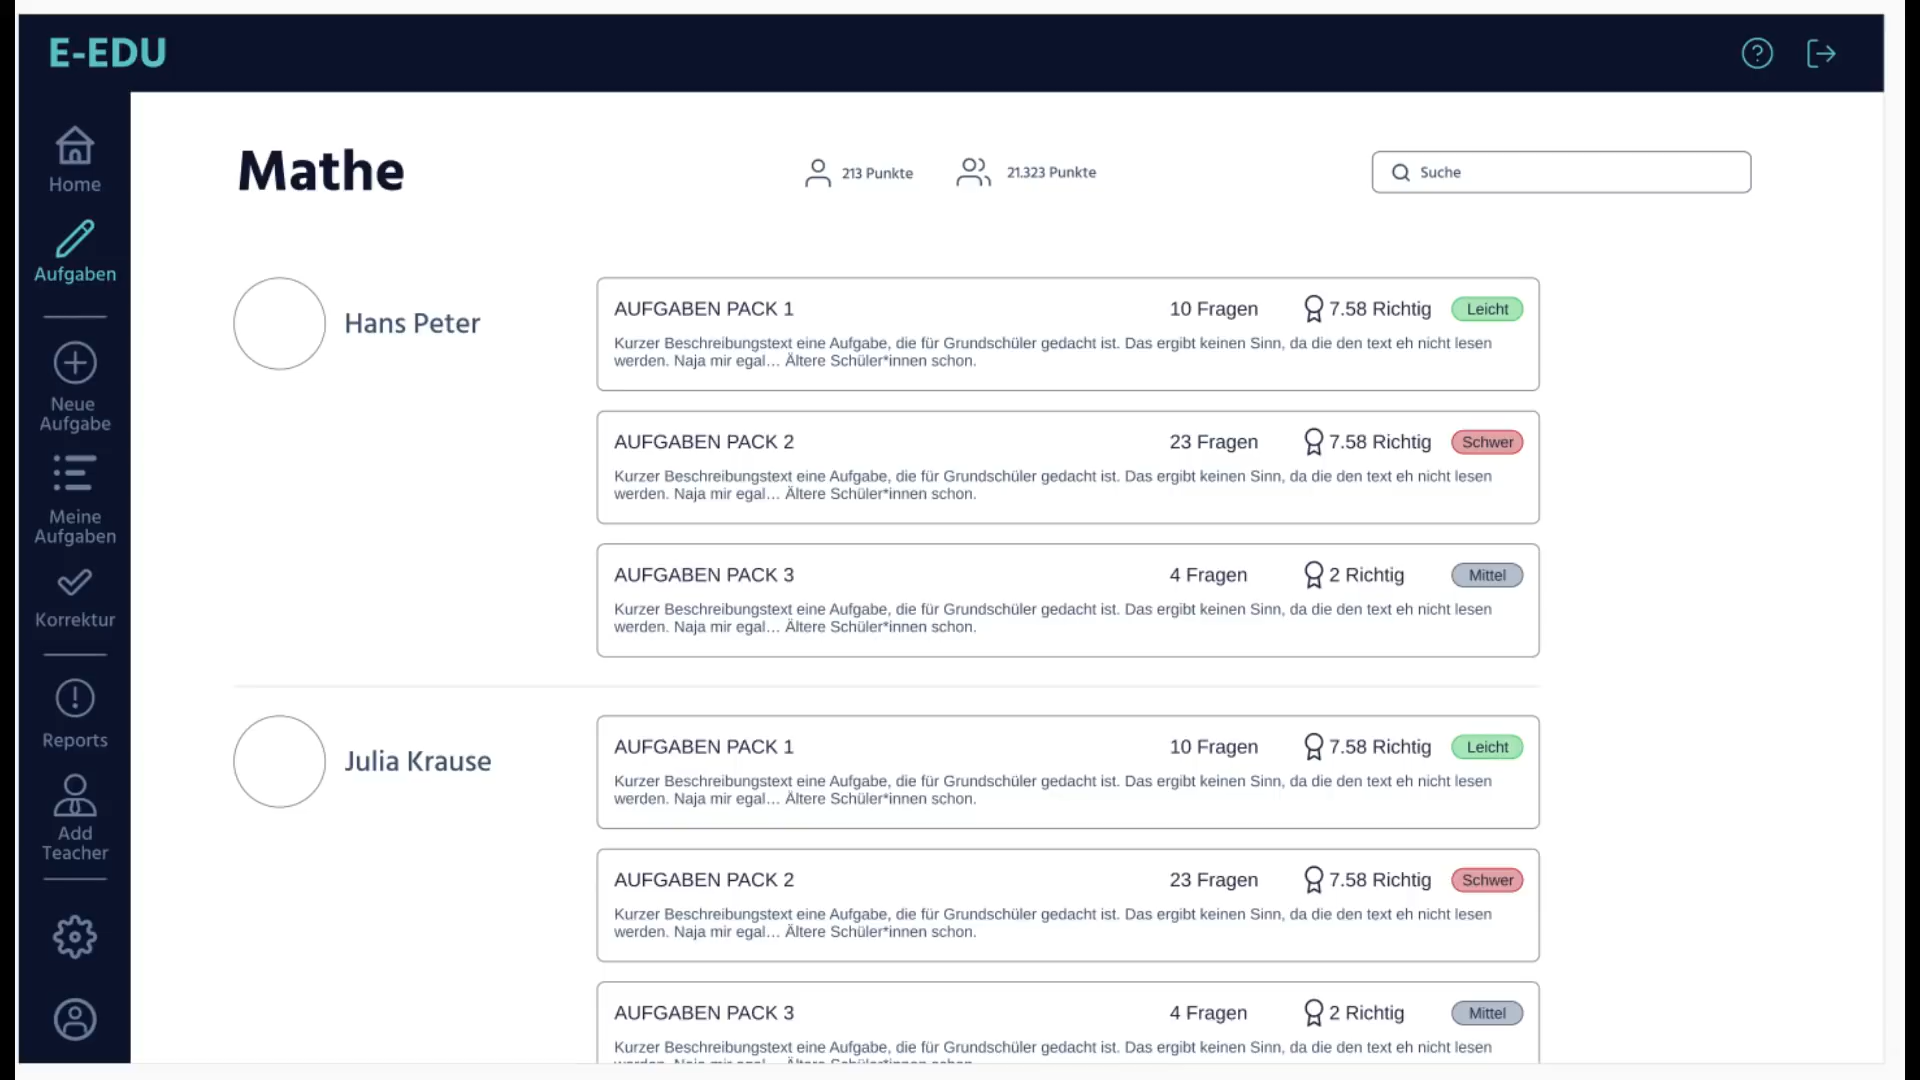 E-EDU
Home
Aufgaben
Neue
Aufgabe
Meine
Aufgaben
Korrektur
Reports
Add
Teacher
Mathe
213 Punkte
21.323 Punkte
Suche
Hans Peter
AUFGABEN PACK 1 10 Fragen 7.58 Richtig Leicht
Kurzer Beschreibungstext eine Aufgabe, die für Grundschüler gedacht ist. Das ergibt keinen Sinn, da die den text eh nicht lesen
werden. Naja mir egal… Ältere Schüler*innen schon.
AUFGABEN PACK 2 23 Fragen 7.58 Richtig Schwer
Kurzer Beschreibungstext eine Aufgabe, die für Grundschüler gedacht ist. Das ergibt keinen Sinn, da die den text eh nicht lesen
werden. Naja mir egal… Ältere Schüler*innen schon.
AUFGABEN PACK 3 4 Fragen 2 Richtig Mittel
Kurzer Beschreibungstext eine Aufgabe, die für Grundschüler gedacht ist. Das ergibt keinen Sinn, da die den text eh nicht lesen
werden. Naja mir egal… Ältere Schüler*innen schon.
Julia Krause
AUFGABEN PACK 1 10 Fragen 7.58 Richtig Leicht
Kurzer Beschreibungstext eine Aufgabe, die für Grundschüler gedacht ist. Das ergibt keinen Sinn, da die den text eh nicht lesen
werden. Naja mir egal… Ältere Schüler*innen schon.
AUFGABEN PACK 2 23 Fragen 7.58 Richtig Schwer
Kurzer Beschreibungstext eine Aufgabe, die für Grundschüler gedacht ist. Das ergibt keinen Sinn, da die den text eh nicht lesen
werden. Naja mir egal… Ältere Schüler*innen schon.
AUFGABEN PACK 3 4 Fragen 2 Richtig Mittel
Kurzer Beschreibungstext eine Aufgabe, die für Grundschüler gedacht ist. Das ergibt keinen Sinn, da die den text eh nicht lesen